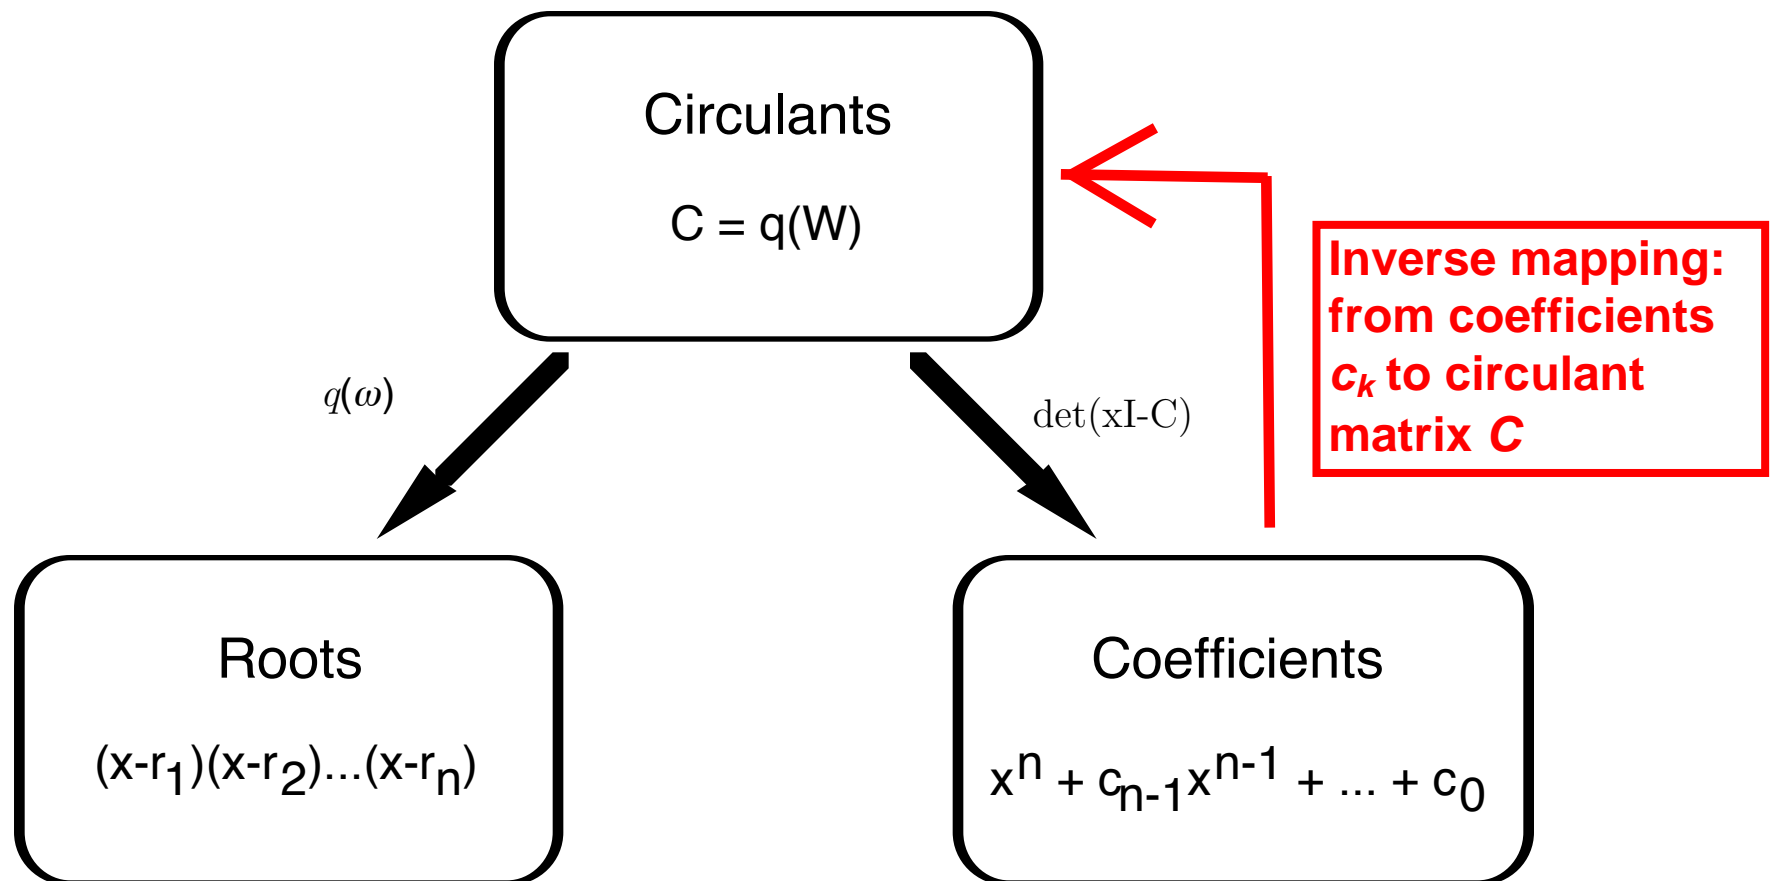 Circulants
C = q(W)
Inverse mapping:
from coefficients
cₖ to circulant
matrix C
q(ω)
det(xI-C)
Roots
(x-r₁)(x-r₂)...(x-rₙ)
Coefficients
xⁿ + cₙ₋₁xⁿ⁻¹ + ... + c₀